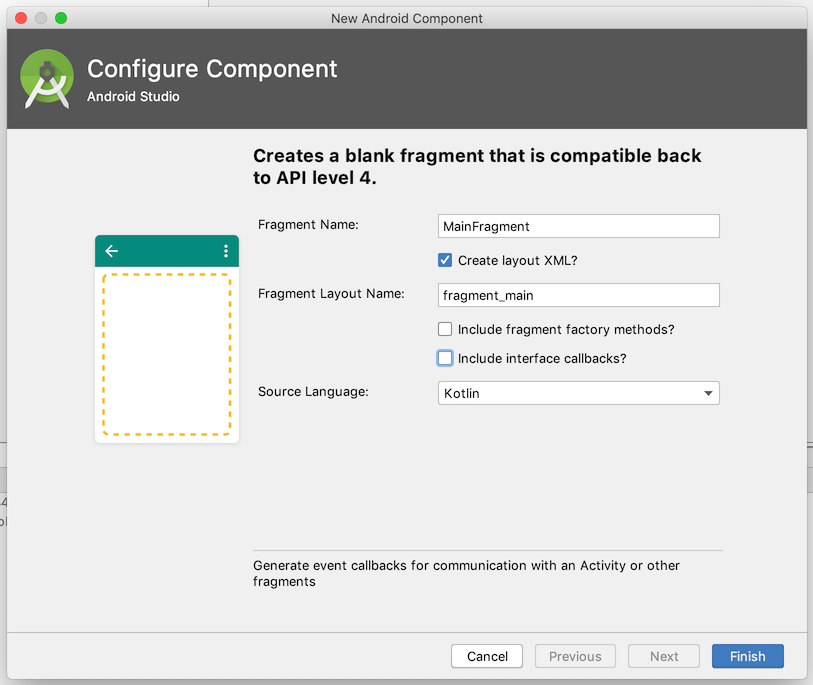 New Android Component
Configure Component
Android Studio
Creates a blank fragment that is compatible back
to API level 4.
Fragment Name:
MainFragment
Create layout XML?
Fragment Layout Name:
fragment_main
Include fragment factory methods?
Include interface callbacks?
Source Language:
Kotlin
Generate event callbacks for communication with an Activity or other
fragments
Cancel
Previous
Next
Finish